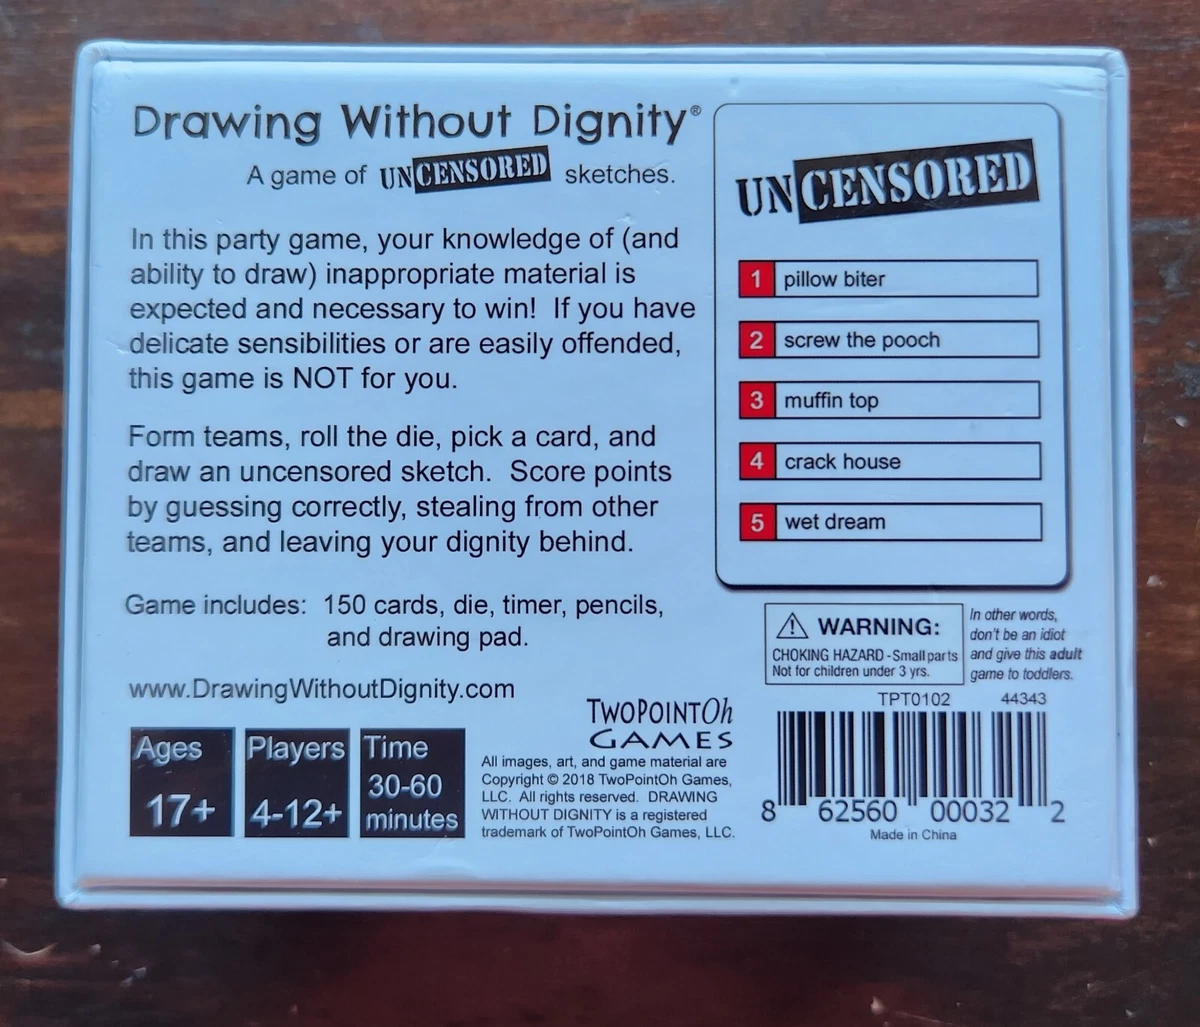 Drawing Without Dignity®
A game of UNCENSORED sketches.
In this party game, your knowledge of (and
ability to draw) inappropriate material is
expected and necessary to win! If you have
delicate sensibilities or are easily offended,
this game is NOT for you.
Form teams, roll the die, pick a card, and
draw an uncensored sketch. Score points
by guessing correctly, stealing from other
teams, and leaving your dignity behind.
Game includes: 150 cards, die, timer, pencils,
and drawing pad.
www.DrawingWithoutDignity.com
Ages
17+
Players
4-12+
Time
30-60
minutes
TWOPOINTOh
GAMES
All images, art, and game material are
Copyright © 2018 TwoPointOh Games,
LLC. All rights reserved. DRAWING
WITHOUT DIGNITY is a registered
trademark of TwoPointOh Games, LLC.
UNCENSORED
1 pillow biter
2 screw the pooch
3 muffin top
4 crack house
5 wet dream
WARNING:
CHOKING HAZARD - Small parts
Not for children under 3 yrs.
In other words,
don't be an idiot
and give this adult
game to toddlers.
TPT0102 44343
8 62560 00032 2
Made in China